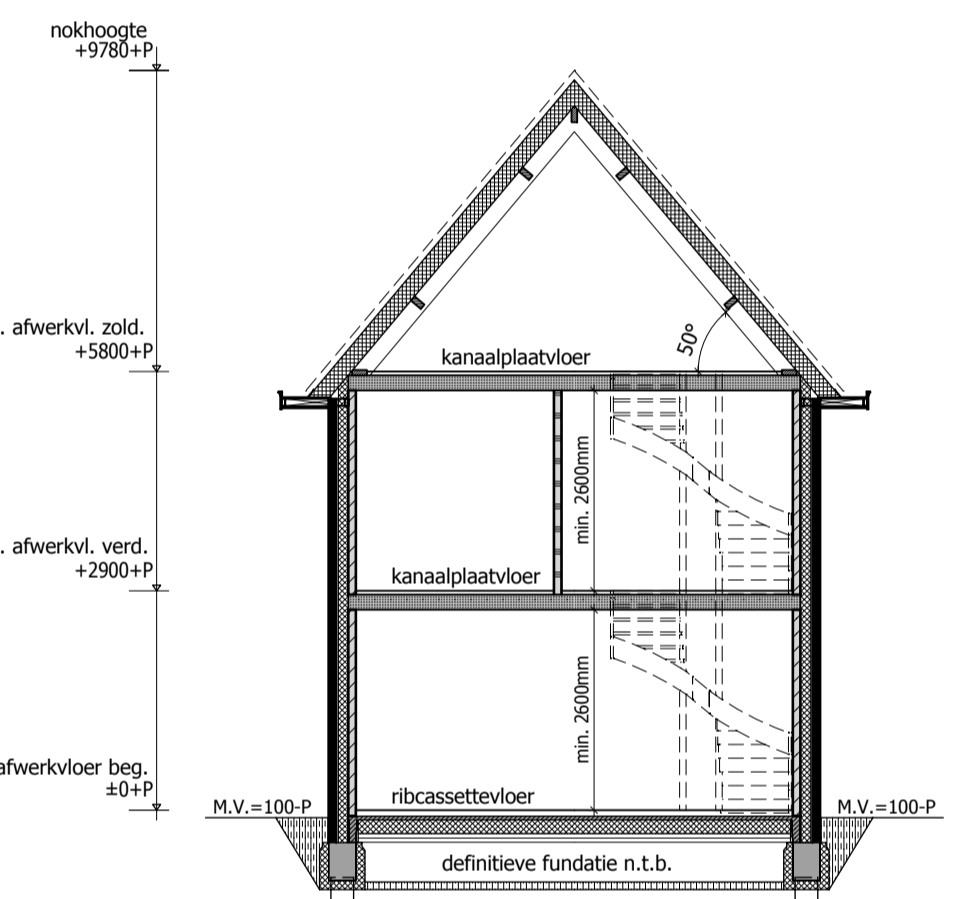 nokhoogte
+9780+P
. afwerkvl. zold.
+5800+P
kanaalplaatvloer
50°
min. 2600mm
. afwerkvl. verd.
+2900+P
kanaalplaatvloer
min. 2600mm
afwerkvloer beg.
±0+P
ribcassettevloer
M.V.=100-P
M.V.=100-P
definitieve fundatie n.t.b.